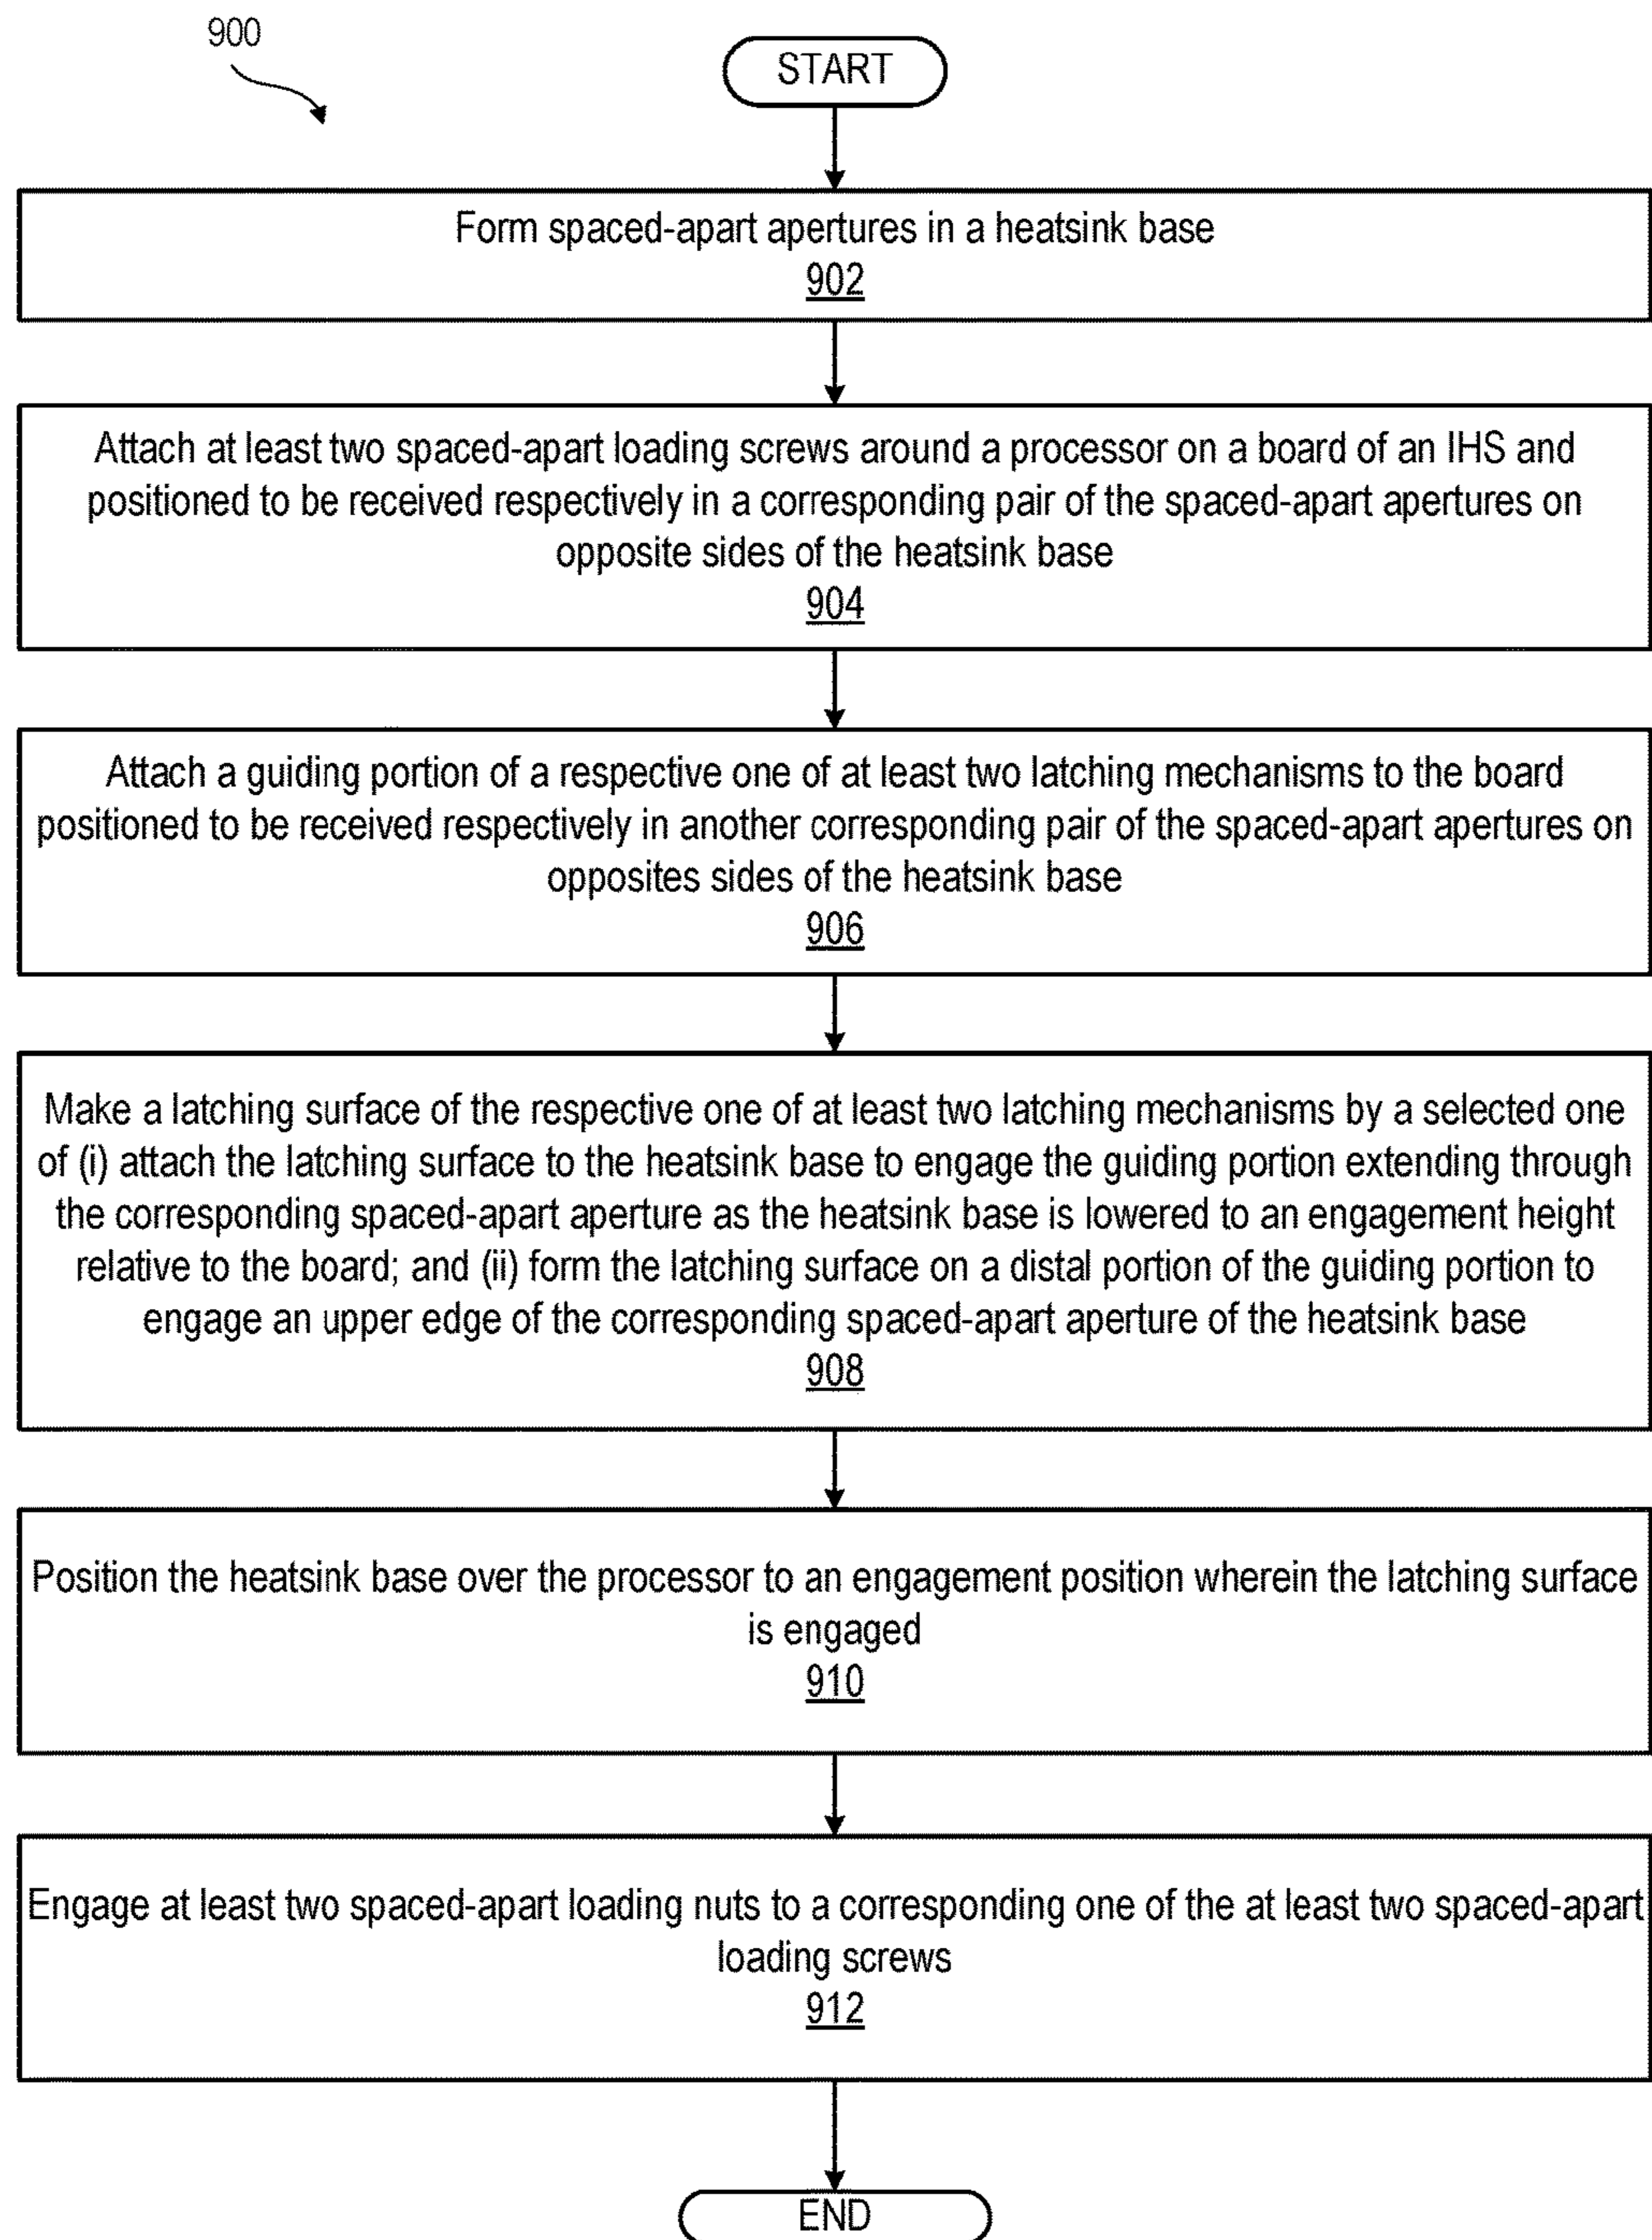 900
START
Form spaced-apart apertures in a heatsink base
902
Attach at least two spaced-apart loading screws around a processor on a board of an IHS and
positioned to be received respectively in a corresponding pair of the spaced-apart apertures on
opposite sides of the heatsink base
904
Attach a guiding portion of a respective one of at least two latching mechanisms to the board
positioned to be received respectively in another corresponding pair of the spaced-apart apertures on
opposites sides of the heatsink base
906
Make a latching surface of the respective one of at least two latching mechanisms by a selected one
of (i) attach the latching surface to the heatsink base to engage the guiding portion extending through
the corresponding spaced-apart aperture as the heatsink base is lowered to an engagement height
relative to the board; and (ii) form the latching surface on a distal portion of the guiding portion to
engage an upper edge of the corresponding spaced-apart aperture of the heatsink base
908
Position the heatsink base over the processor to an engagement position wherein the latching surface
is engaged
910
Engage at least two spaced-apart loading nuts to a corresponding one of the at least two spaced-apart
loading screws
912
END